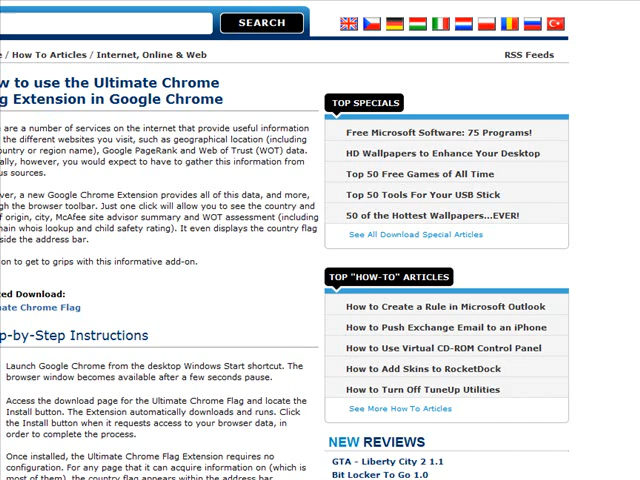 SEARCH
/ How To Articles / Internet, Online & Web
RSS Feeds
w to use the Ultimate Chrome
g Extension in Google Chrome
are a number of services on the internet that provide useful information
the different websites you visit, such as geographical location (including
ountry or region name), Google PageRank and Web of Trust (WOT) data.
ally, however, you would expect to have to gather this information from
us sources.
ver, a new Google Chrome Extension provides all of this data, and more,
gh the browser toolbar. Just one click will allow you to see the country and
f origin, city, McAfee site advisor summary and WOT assessment (including
main whois lookup and child safety rating). It even displays the country flag
side the address bar.
on to get to grips with this informative add-on.
ted Download:
ate Chrome Flag
p-by-Step Instructions
Launch Google Chrome from the desktop Windows Start shortcut. The
browser window becomes available after a few seconds pause.
Access the download page for the Ultimate Chrome Flag and locate the
Install button. The Extension automatically downloads and runs. Click
the Install button when it requests access to your browser data, in
order to complete the process.
Once installed, the Ultimate Chrome Flag Extension requires no
configuration. For any page that it can acquire information on (which is
most of them), the country flag appears within the address bar.
TOP SPECIALS
Free Microsoft Software: 75 Programs!
HD Wallpapers to Enhance Your Desktop
Top 50 Free Games of All Time
Top 50 Tools For Your USB Stick
50 of the Hottest Wallpapers...EVER!
See All Download Special Articles
TOP "HOW-TO" ARTICLES
How to Create a Rule in Microsoft Outlook
How to Push Exchange Email to an iPhone
How to Use Virtual CD-ROM Control Panel
How to Add Skins to RocketDock
How to Turn Off TuneUp Utilities
See More How To Articles
NEW REVIEWS
GTA - Liberty City 2 1.1
Bit Locker To Go 1.0